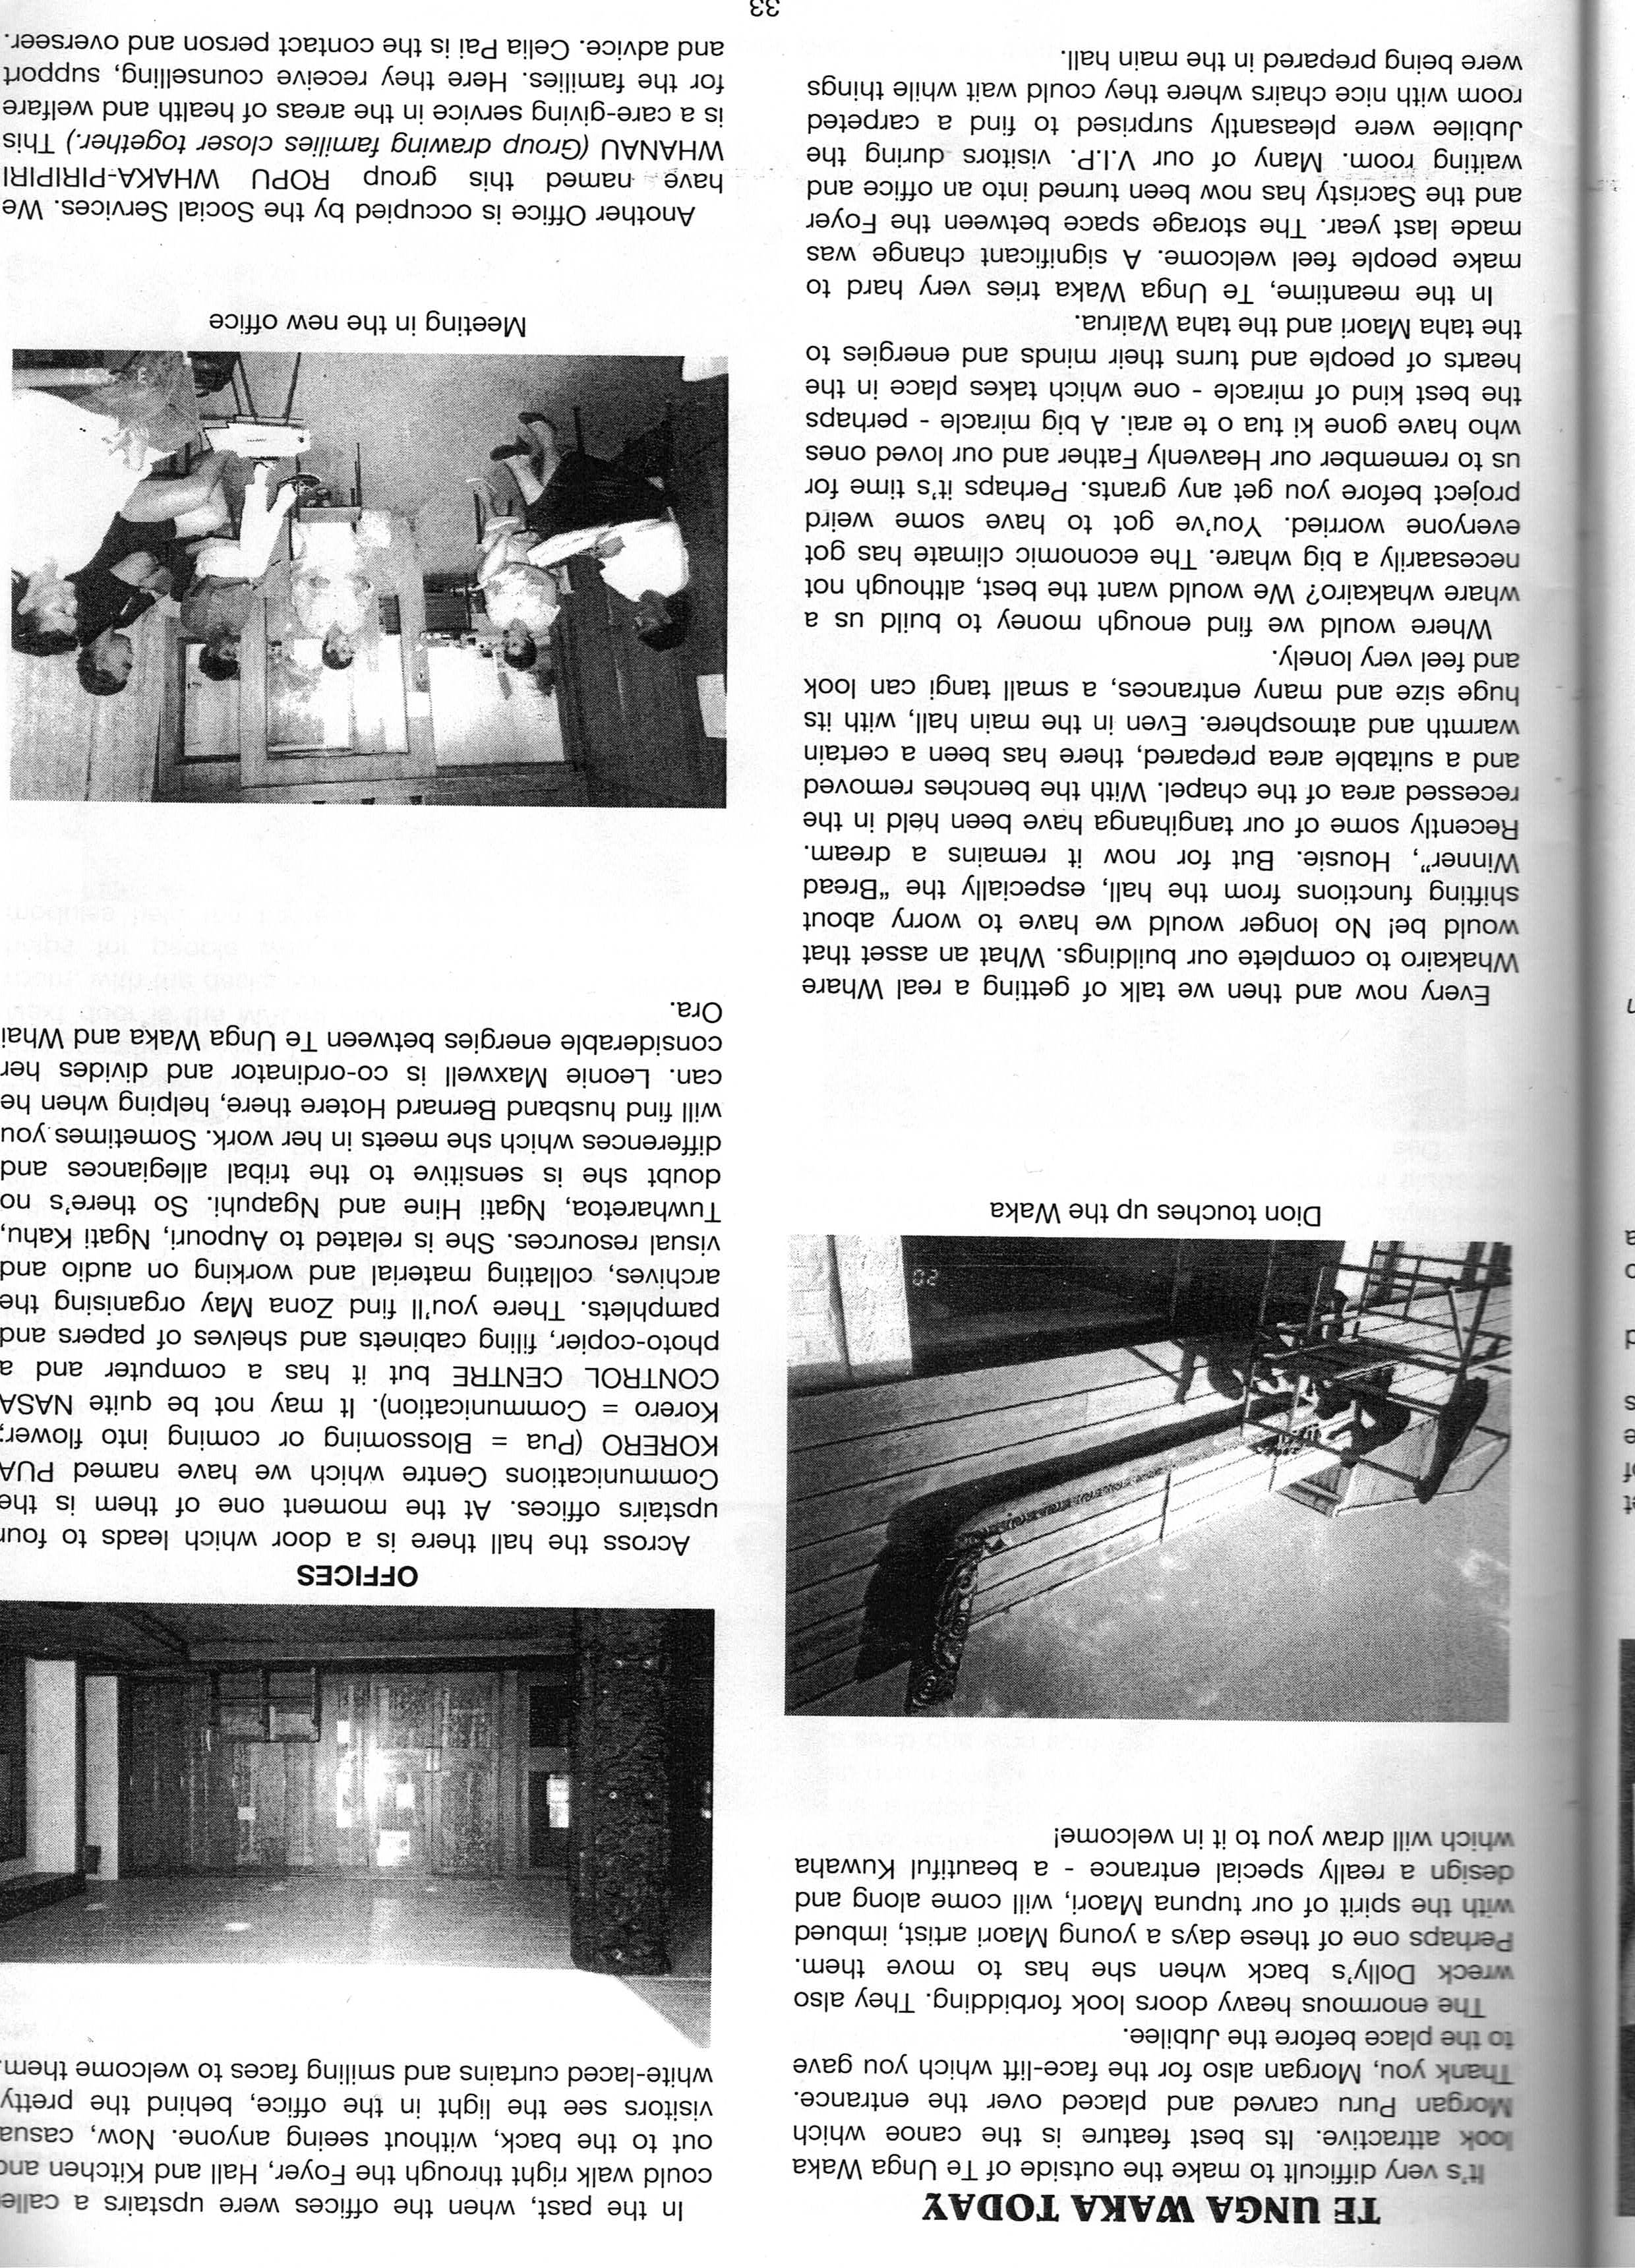 TE UNGA WAKA TODAY
It's very difficult to make the outside of Te Unga Waka
look attractive. Its best feature is the canoe which
Morgan Puru carved and placed over the entrance.
Thank you, Morgan also for the face-lift which you gave
to the place before the Jubilee.
The enormous heavy doors look forbidding. They also
wreck Dolly's back when she has to move them.
Perhaps one of these days a young Maori artist, imbued
with the spirit of our tupuna Maori, will come along and
design a really special entrance - a beautiful Kuwaha
which will draw you to it in welcome!
20
Dion touches up the Waka
Every now and then we talk of getting a real Whare
Whakairo to complete our buildings. What an asset that
would be! No longer would we have to worry about
shifting functions from the hall, especially the “Bread
Winner”, Housie. But for now it remains a dream.
Recently some of our tangihanga have been held in the
recessed area of the chapel. With the benches removed
and a suitable area prepared, there has been a certain
warmth and atmosphere. Even in the main hall, with its
huge size and many entrances, a small tangi can look
and feel very lonely.
Where would we find enough money to build us a
whare whakairo? We would want the best, although not
necesaarily a big whare. The economic climate has got
everyone worried. You've got to have some weird
project before you get any grants. Perhaps it's time for
us to remember our Heavenly Father and our loved ones
who have gone ki tua o te arai. A big miracle - perhaps
the best kind of miracle - one which takes place in the
hearts of people and turns their minds and energies to
the taha Maori and the taha Wairua.
In the meantime, Te Unga Waka tries very hard to
make people feel welcome. A significant change was
made last year. The storage space between the Foyer
and the Sacristy has now been turned into an office and
waiting room. Many of our V.I.P. visitors during the
Jubilee were pleasantly surprised to find a carpeted
room with nice chairs where they could wait while things
were being prepared in the main hall.
In the past, when the offices were upstairs a calle
could walk right through the Foyer, Hall and Kitchen and
out to the back, without seeing anyone. Now, casua
visitors see the light in the office, behind the pretty
white-laced curtains and smiling faces to welcome them.
OFFICES
Across the hall there is a door which leads to four
upstairs offices. At the moment one of them is the
Communications Centre which we have named PUA
KORERO (Pua = Blossoming or coming into flower;
Korero = Communication). It may not be quite NASA
CONTROL CENTRE but it has a computer and a
photo-copier, filing cabinets and shelves of papers and
pamphlets. There you'll find Zona May organising the
archives, collating material and working on audio and
visual resources. She is related to Aupouri, Ngati Kahu,
Tuwharetoa, Ngati Hine and Ngapuhi. So there's no
doubt she is sensitive to the tribal allegiances and
differences which she meets in her work. Sometimes you
will find husband Bernard Hotere there, helping when he
can. Leonie Maxwell is co-ordinator and divides her
considerable energies between Te Unga Waka and Whai
Ora.
Meeting in the new office
Another Office is occupied by the Social Services. We
have named this group ROPU WHAKA-PIRIPIRI
WHANAU (Group drawing families closer together.) This
is a care-giving service in the areas of health and welfare
for the families. Here they receive counselling, support
and advice. Celia Pai is the contact person and overseer.
33